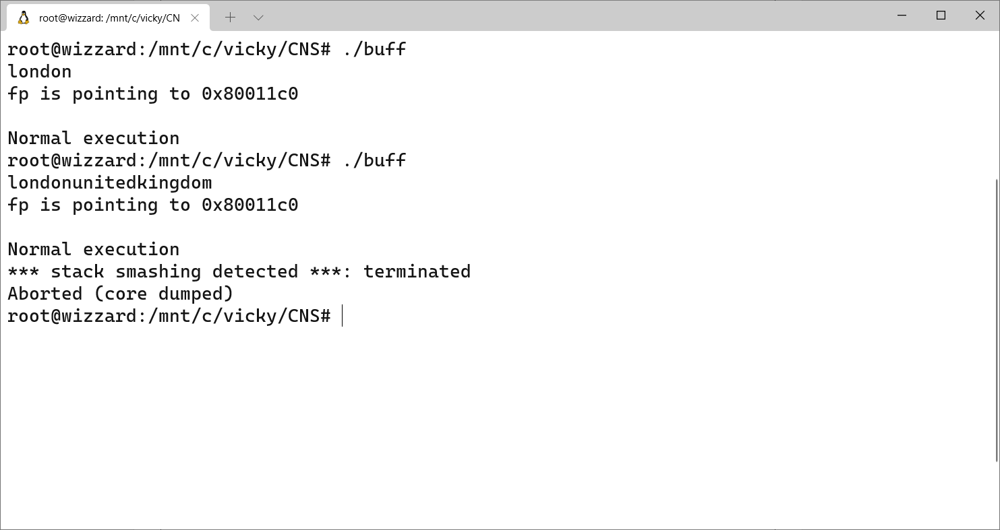 root@wizzard: /mnt/c/vicky/CN
root@wizzard:/mnt/c/vicky/CNS# ./buff
london
fp is pointing to 0x80011c0
Normal execution
root@wizzard:/mnt/c/vicky/CNS# ./buff
londonunitedkingdom
fp is pointing to 0x80011c0
Normal execution
*** stack smashing detected ***: terminated
Aborted (core dumped)
root@wizzard:/mnt/c/vicky/CNS#